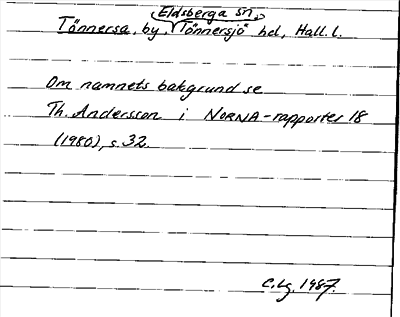 Eldsberga sn,
Tönnersa, by, Tönnersjö hd, Hall. l.
Om namnets bakgrund se
Th. Andersson i NORNA-rapporter 18
(1980), s. 32.
C. Lg. 1987.